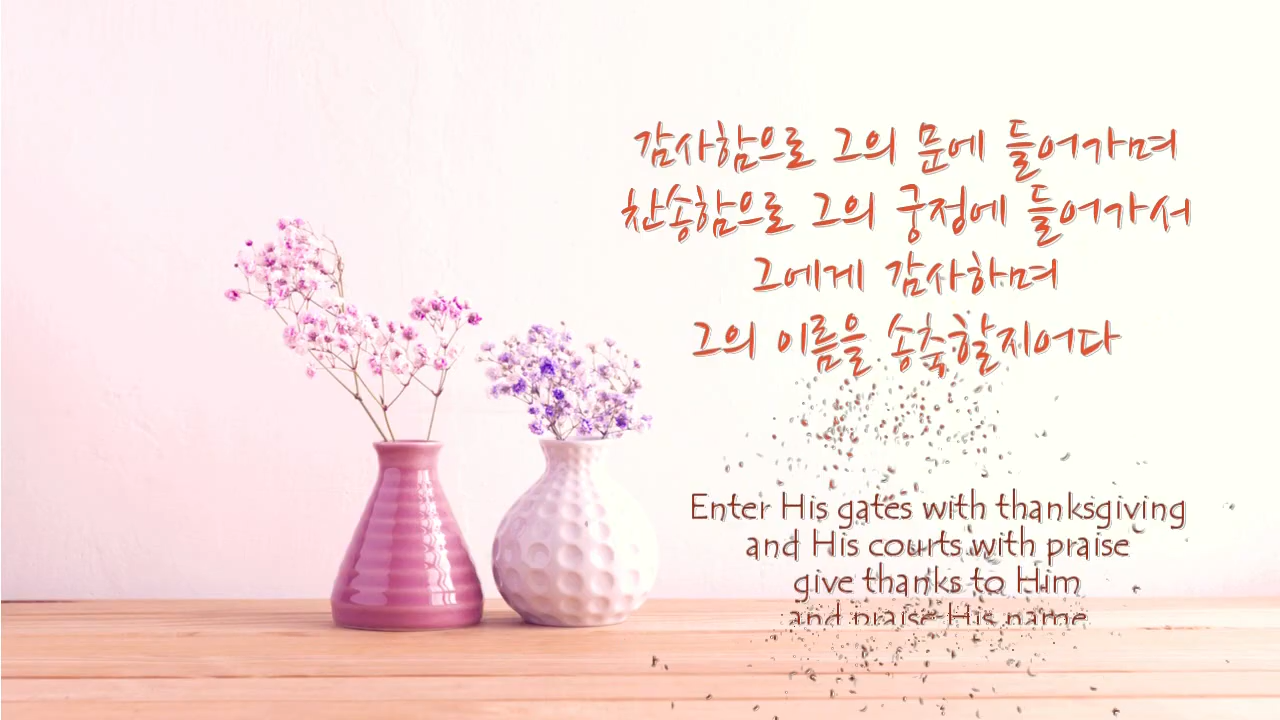 감사함으로 그의 문에 들어가며
찬송함으로 그의 궁정에 들어가서
그에게 감사하며
그의 이름을 송축할지어다
Enter His gates with thanksgiving
and His courts with praise
give thanks to Him
and praise His name